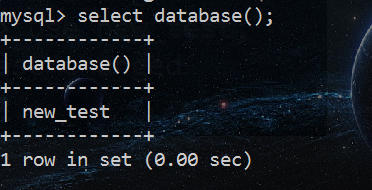 mysql> select database();
+------------+
| database() |
+------------+
| new_test   |
+------------+
1 row in set (0.00 sec)